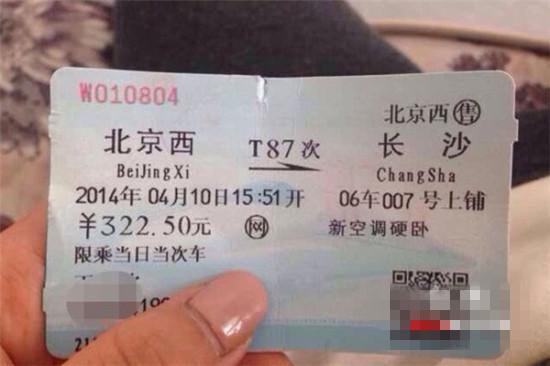 W010804
北京西 售
北京西 T87次 长沙
BeiJingXi ChangSha
2014年04月10日15:51开 06车007号上铺
¥322.50元 网 新空调硬卧
限乘当日当次车